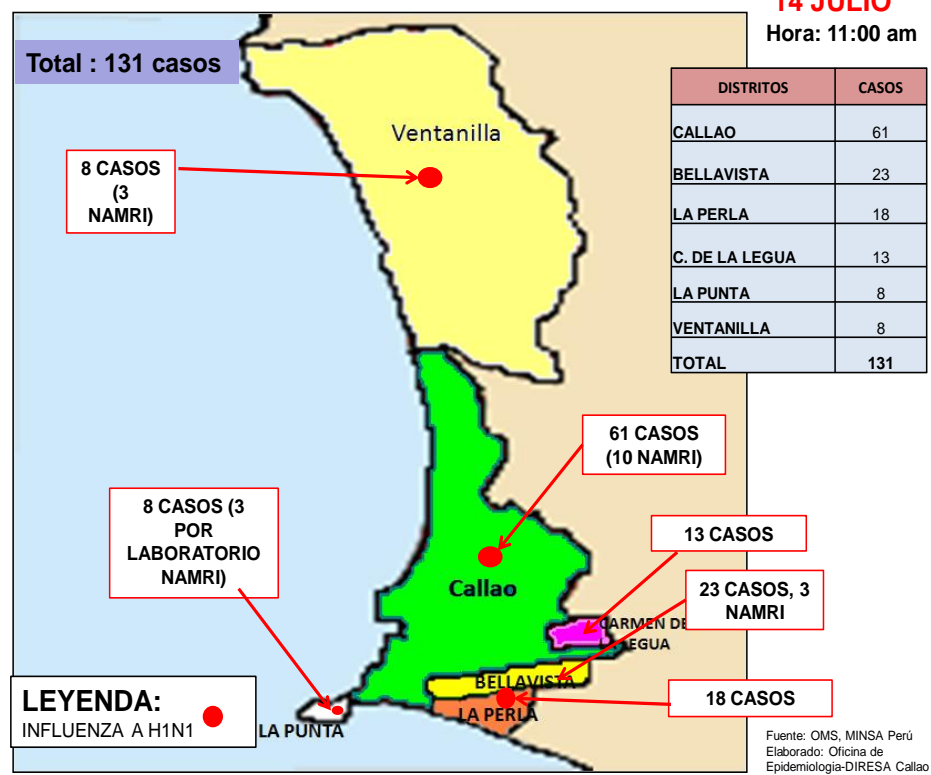 14 JULIO
Hora: 11:00 am
Total : 131 casos
DISTRITOS CASOS
CALLAO 61
BELLAVISTA 23
LA PERLA 18
C. DE LA LEGUA 13
LA PUNTA 8
VENTANILLA 8
TOTAL 131
Ventanilla
8 CASOS
(3
NAMRI)
61 CASOS
(10 NAMRI)
8 CASOS (3
POR
LABORATORIO
NAMRI)
13 CASOS
Callao
23 CASOS, 3
NAMRI
CARMEN DE
EGUA
BELLAVISTA
18 CASOS
LA PERLA
LEYENDA:
INFLUENZA A H1N1
LA PUNTA
Fuente: OMS, MINSA Perú
Elaborado: Oficina de
Epidemiologia-DIRESA Callao